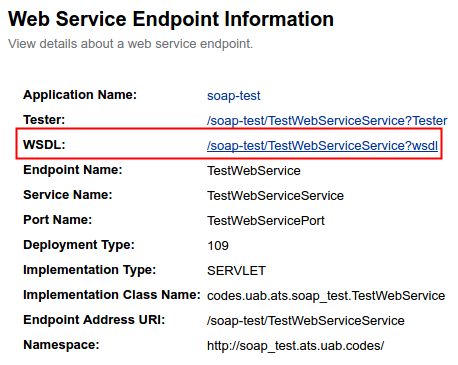 Web Service Endpoint Information
View details about a web service endpoint.
Application Name: soap-test
Tester: /soap-test/TestWebServiceService?Tester
WSDL: /soap-test/TestWebServiceService?wsdl
Endpoint Name: TestWebService
Service Name: TestWebServiceService
Port Name: TestWebServicePort
Deployment Type: 109
Implementation Type: SERVLET
Implementation Class Name: codes.uab.ats.soap_test.TestWebService
Endpoint Address URI: /soap-test/TestWebServiceService
Namespace: http://soap_test.ats.uab.codes/